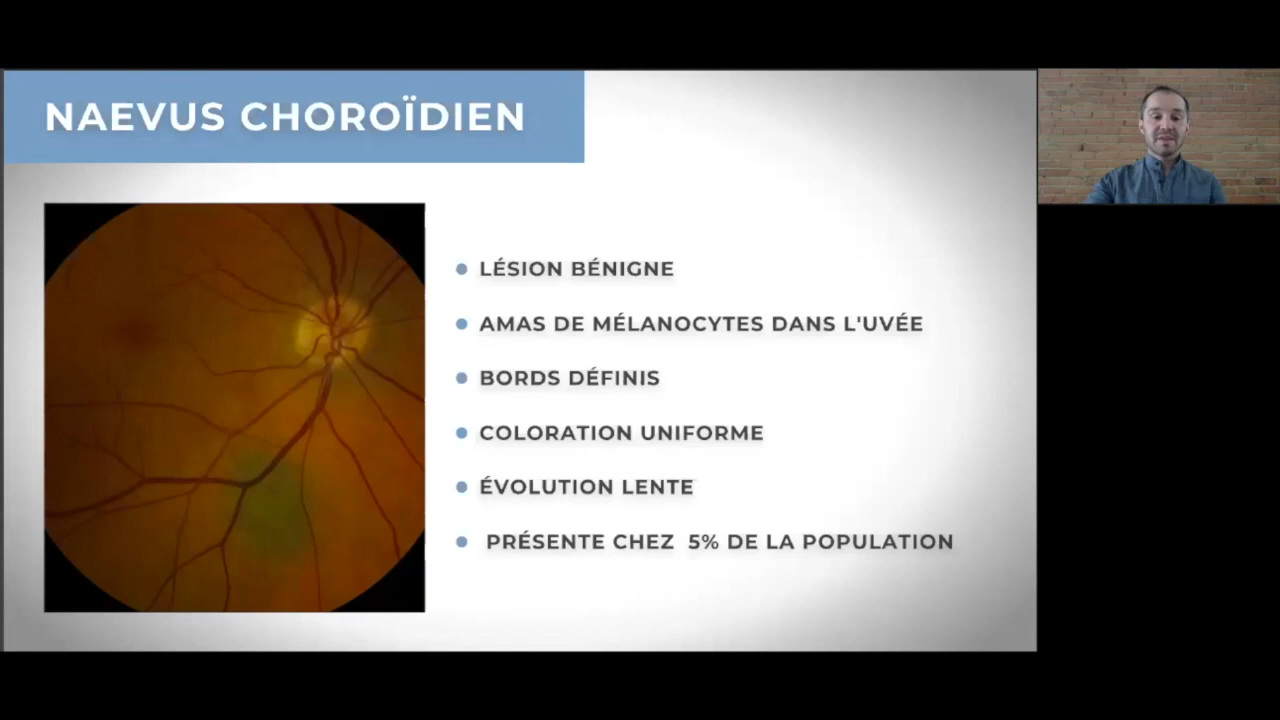 NAEVUS CHOROÏDIEN
LÉSION BÉNIGNE
AMAS DE MÉLANOCYTES DANS L'UVÉE
BORDS DÉFINIS
COLORATION UNIFORME
ÉVOLUTION LENTE
PRÉSENTE CHEZ 5% DE LA POPULATION